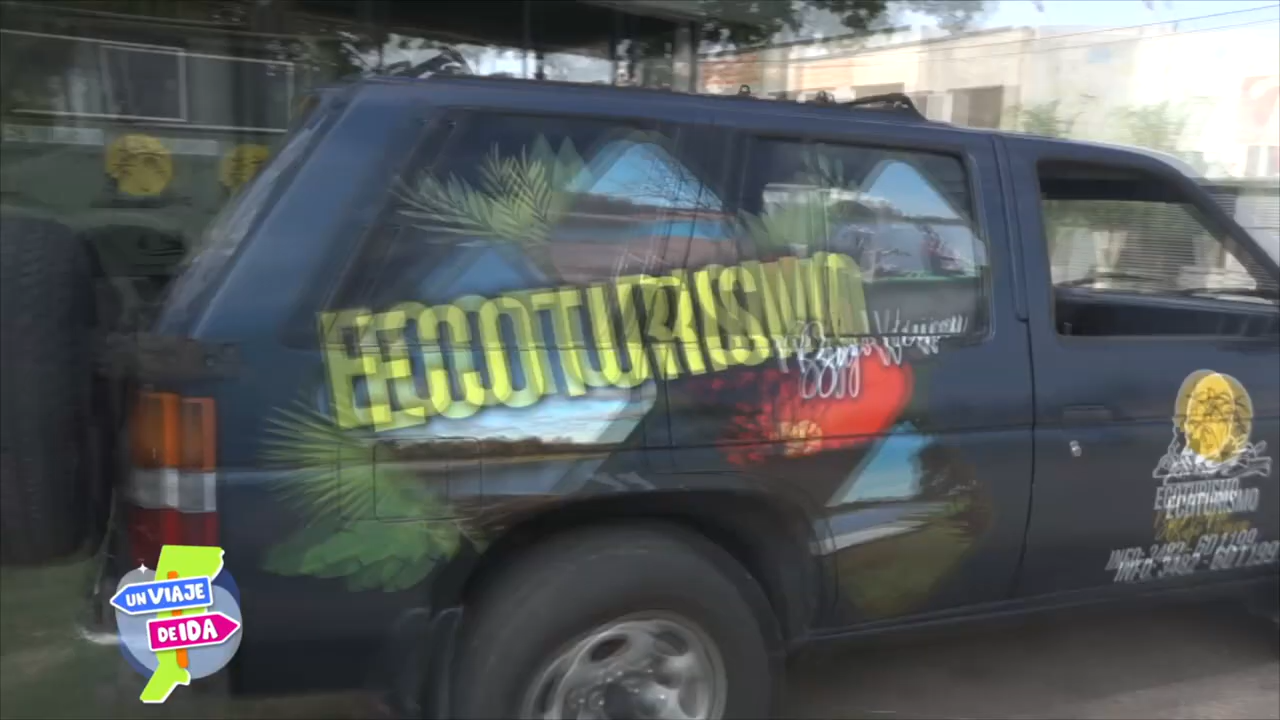 ECOTURISMO
ECOTURISMO
INFO: 3482- 601199
UN VIAJE
DE IDA